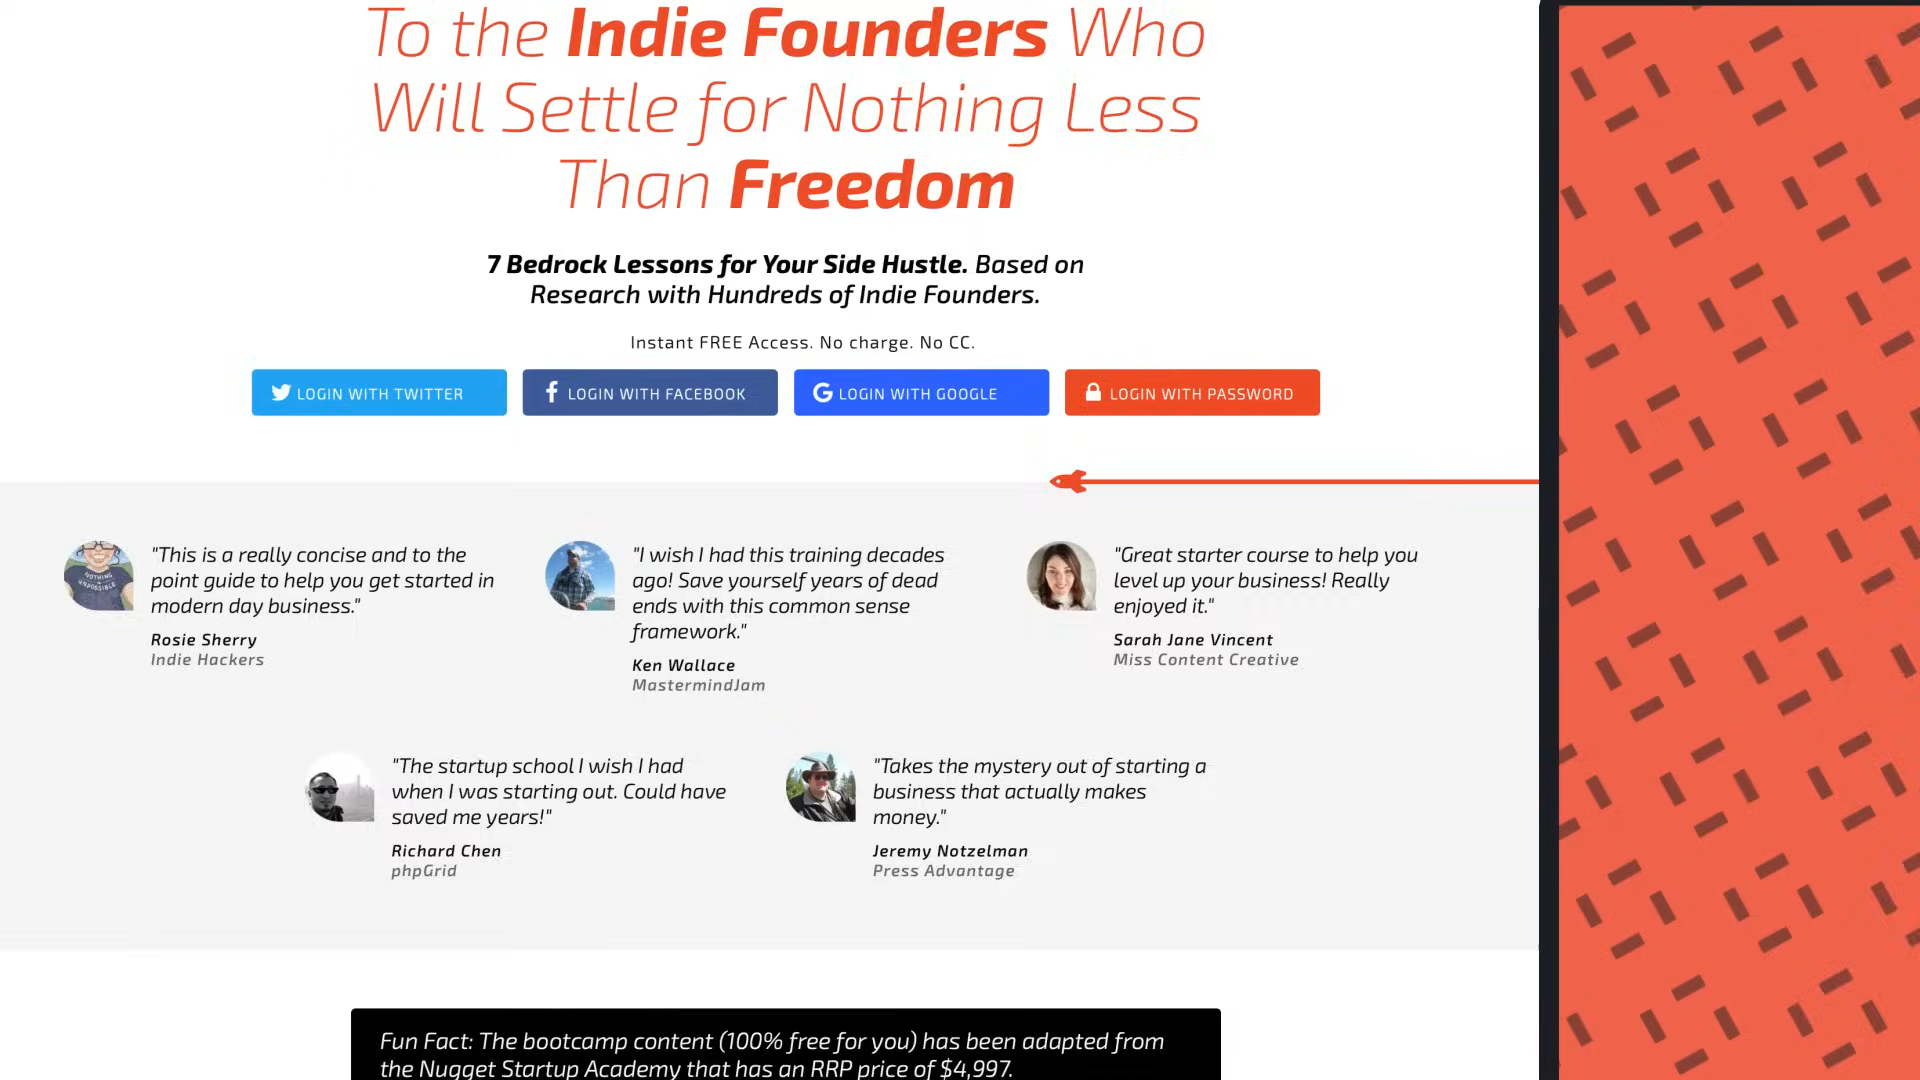 To the Indie Founders Who
Will Settle for Nothing Less
Than Freedom
7 Bedrock Lessons for Your Side Hustle. Based on
Research with Hundreds of Indie Founders.
Instant FREE Access. No charge. No CC.
LOGIN WITH TWITTER
LOGIN WITH FACEBOOK
LOGIN WITH GOOGLE
LOGIN WITH PASSWORD
"This is a really concise and to the
point guide to help you get started in
modern day business."
Rosie Sherry
Indie Hackers
"I wish I had this training decades
ago! Save yourself years of dead
ends with this common sense
framework."
Ken Wallace
MastermindJam
"Great starter course to help you
level up your business! Really
enjoyed it."
Sarah Jane Vincent
Miss Content Creative
"The startup school I wish I had
when I was starting out. Could have
saved me years!"
Richard Chen
phpGrid
"Takes the mystery out of starting a
business that actually makes
money."
Jeremy Notzelman
Press Advantage
Fun Fact: The bootcamp content (100% free for you) has been adapted from
the Nugget Startup Academy that has an RRP price of $4,997.
NOTHING
IMPOSSIBLE